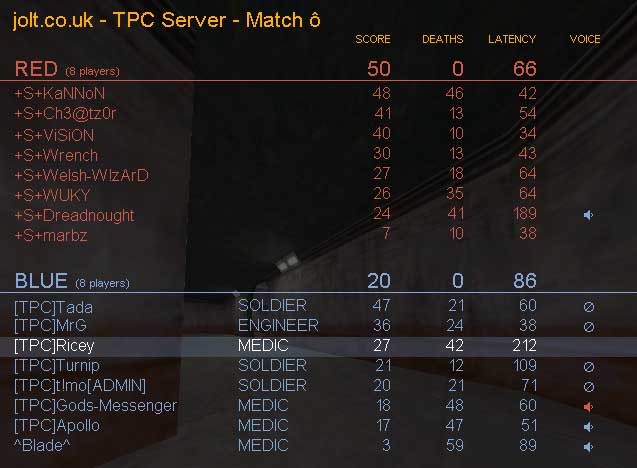 jolt.co.uk - TPC Server - Match ô
SCORE DEATHS LATENCY VOICE
RED (8 players) 50 0 66
+S+KaNNoN 48 46 42
+S+Ch3@tz0r 41 13 54
+S+ViSiON 40 10 34
+S+Wrench 30 13 43
+S+Welsh-WIzArD 27 18 64
+S+WUKY 26 35 64
+S+Dreadnought 24 41 189
+S+marbz 7 10 38
BLUE (8 players) 20 0 86
[TPC]Tada SOLDIER 47 21 60
[TPC]MrG ENGINEER 36 24 38
[TPC]Ricey MEDIC 27 42 212
[TPC]Turnip SOLDIER 21 12 109
[TPC]t!mo[ADMIN] SOLDIER 20 21 71
[TPC]Gods-Messenger MEDIC 18 48 60
[TPC]Apollo MEDIC 17 47 51
^Blade^ MEDIC 3 59 89